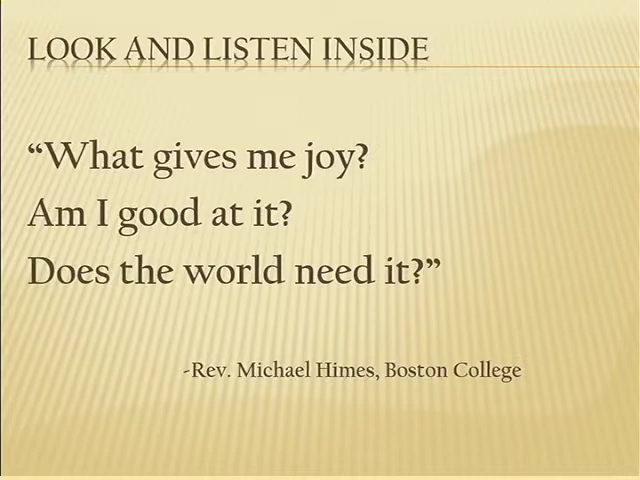 LOOK AND LISTEN INSIDE
“What gives me joy?
Am I good at it?
Does the world need it?”
-Rev. Michael Himes, Boston College